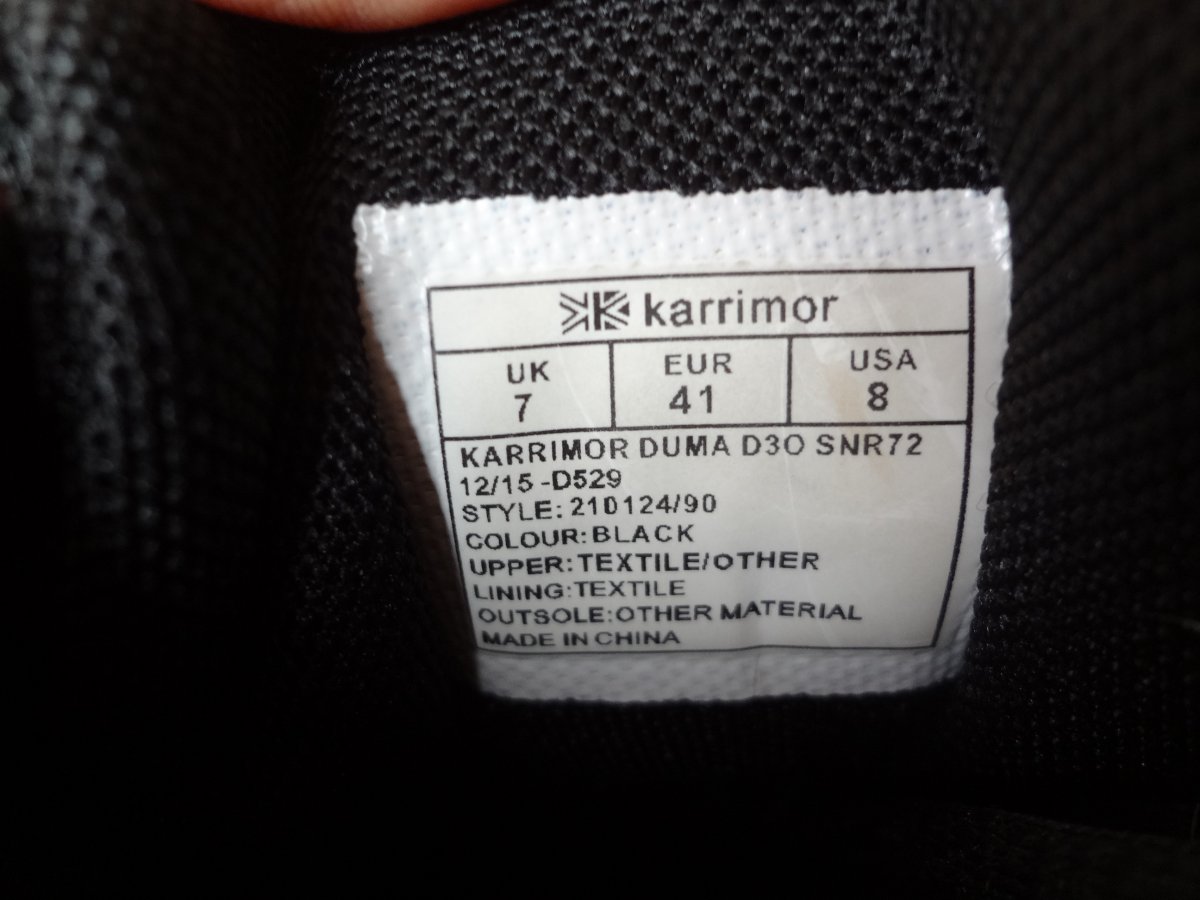 karrimor
UK EUR USA
7 41 8
KARRIMOR DUMA D3O SNR72
12/15 -D529
STYLE: 210124/90
COLOUR: BLACK
UPPER: TEXTILE/OTHER
LINING: TEXTILE
OUTSOLE: OTHER MATERIAL
MADE IN CHINA